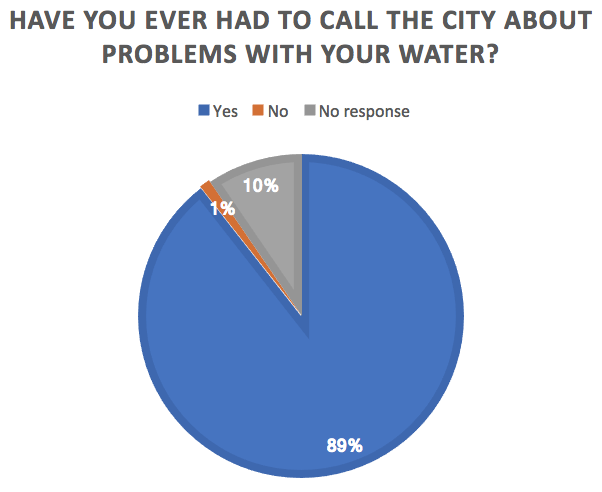 HAVE YOU EVER HAD TO CALL THE CITY ABOUT
PROBLEMS WITH YOUR WATER?
Yes No No response
10%
1%
89%